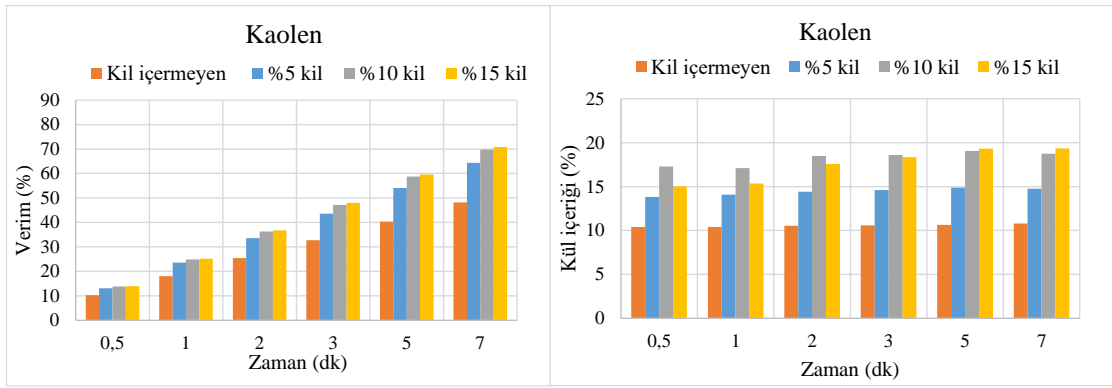 Kaolen
Kil içermeyen %5 kil %10 kil %15 kil
90
80
70
60
50
40
30
20
10
0
Verim (%)
0,5 1 2 3 5 7
Zaman (dk)
Kaolen
Kil içermeyen %5 kil %10 kil %15 kil
25
20
15
10
5
0
Kül içeriği (%)
0,5 1 2 3 5 7
Zaman (dk)